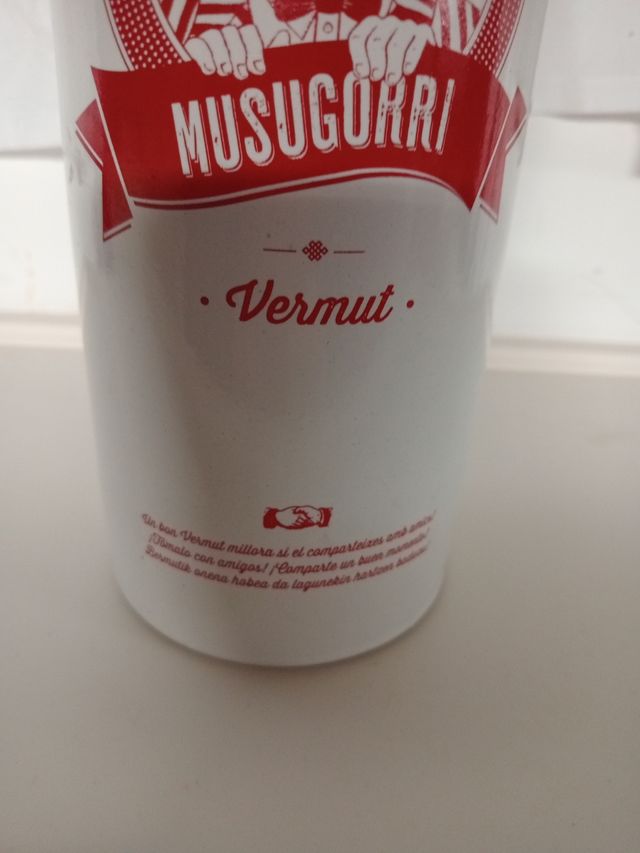 MUSUGORRI
· Vermut ·
Un bon Vermut millora si el comparteixes amb amics!
¡Tómalo con amigos! ¡Comparte un buen momento!
Bermutik onena hobea da lagunekin hartzen baduzu!